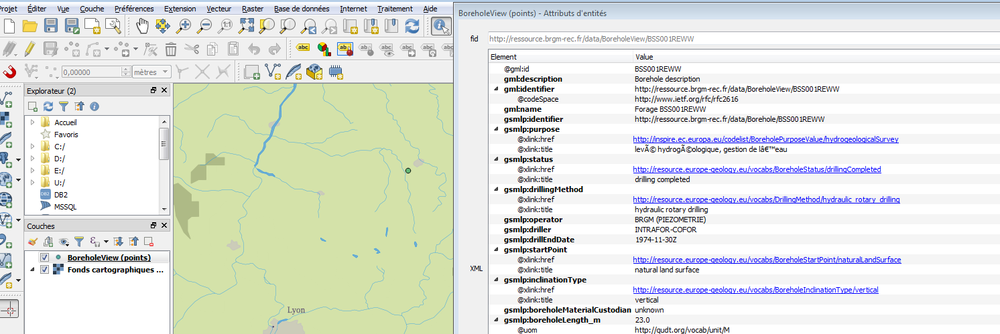 Projet Éditer Vue Couche Préférences Extension Vecteur Raster Base de données Internet Traitement Aide
1:1
abc ab abc abc abc abc
0,00000 mètres
Explorateur (2)
Accueil
Favoris
C:/
D:/
E:/
U:/
DB2 DB2
MSSQL
Couches
BoreholeView (points)
Fonds cartographiques ...
Lyon
BoreholeView (points) - Attributs d'entités
fid http://ressource.brgm-rec.fr/data/BoreholeView/BSS001REWW
XML
Element Value
@gml:id BSS001REWW
gml:description Borehole description
gml:identifier http://ressource.brgm-rec.fr/data/BoreholeView/BSS001REWW
@codeSpace http://www.ietf.org/rfc/rfc2616
gml:name Forage BSS001REWW
gsmlp:identifier http://ressource.brgm-rec.fr/data/Borehole/BSS001REWW
gsmlp:purpose
@xlink:href http://inspire.ec.europa.eu/codelist/BoreholePurposeValue/hydrogeologicalSurvey
@xlink:title levÃ© hydrogÃ©ologique, gestion de lâ€™eau
gsmlp:status
@xlink:href http://resource.europe-geology.eu/vocabs/BoreholeStatus/drillingCompleted
@xlink:title drilling completed
gsmlp:drillingMethod
@xlink:href http://resource.europe-geology.eu/vocabs/DrillingMethod/hydraulic_rotary_drilling
@xlink:title hydraulic rotary drilling
gsmlp:operator BRGM (PIEZOMETRIE)
gsmlp:driller INTRAFOR-COFOR
gsmlp:drillEndDate 1974-11-30Z
gsmlp:startPoint
@xlink:href http://resource.europe-geology.eu/vocabs/BoreholeStartPoint/naturalLandSurface
@xlink:title natural land surface
gsmlp:inclinationType
@xlink:href http://resource.europe-geology.eu/vocabs/BoreholeInclinationType/vertical
@xlink:title vertical
gsmlp:boreholeMaterialCustodian unknown
gsmlp:boreholeLength_m 23.0
@uom http://qudt.org/vocab/unit/M